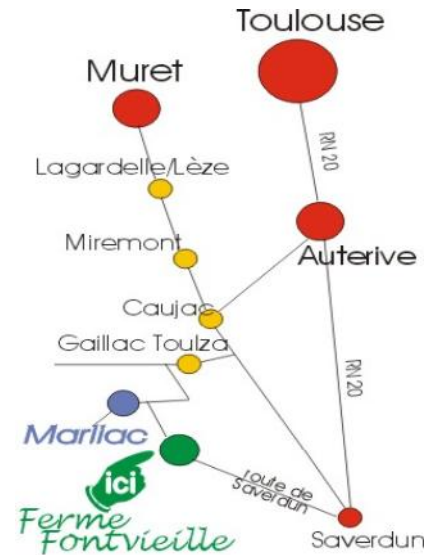 Toulouse
Muret
RN 20
Lagardelle/Lèze
Miremont
Auterive
Caujac
Gaillac Toulza
RN 20
Marliac
ici
route de
Saverdun
Ferme
Fontvieille
Saverdun